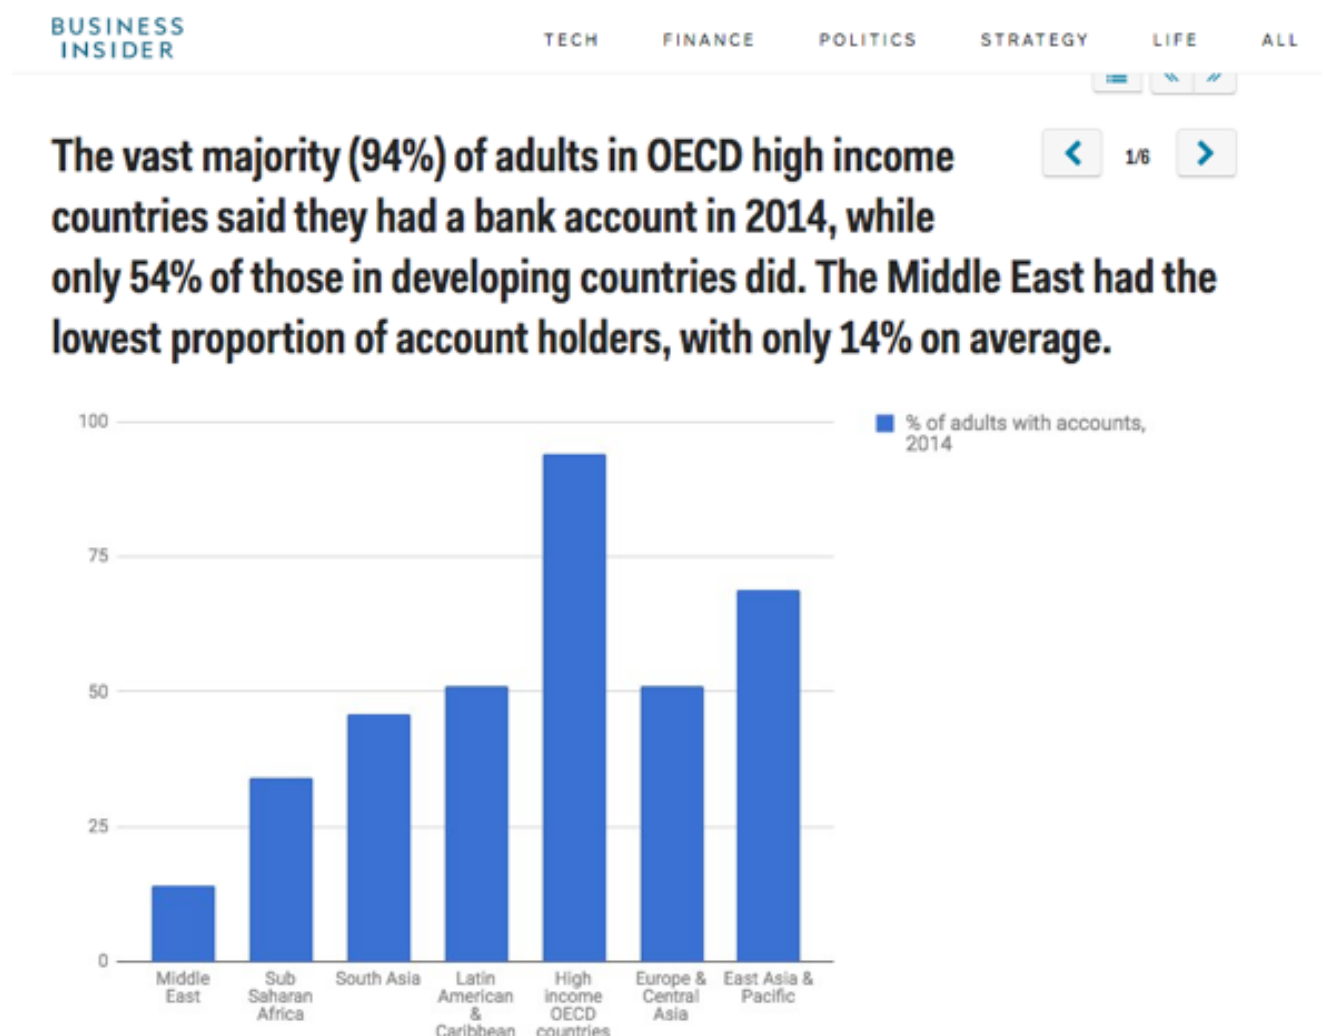 BUSINESS
INSIDER
TECH FINANCE POLITICS STRATEGY LIFE ALL
The vast majority (94%) of adults in OECD high income
1/6
countries said they had a bank account in 2014, while
only 54% of those in developing countries did. The Middle East had the
lowest proportion of account holders, with only 14% on average.
100
% of adults with accounts,
2014
75
50
25
0
Middle
East
Sub
Saharan
Africa
South Asia
Latin
American
&
Caribbean
High
income
OECD
countries
Europe &
Central
Asia
East Asia &
Pacific